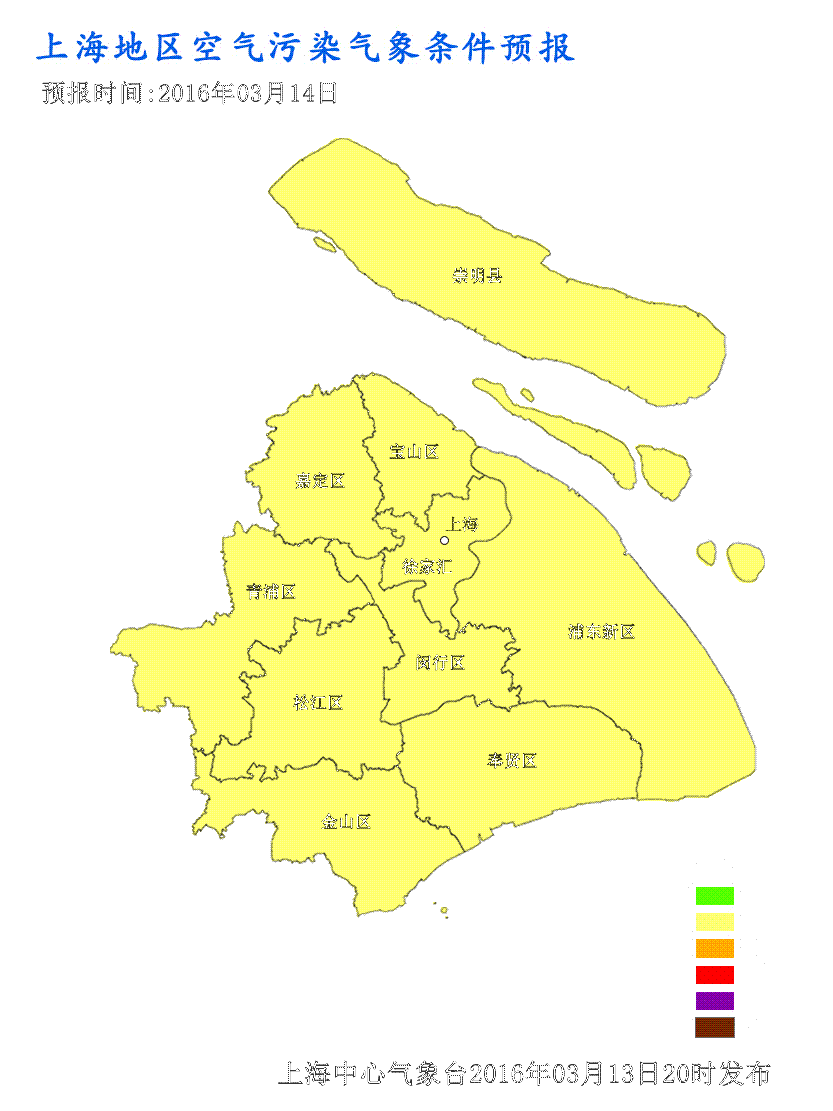 上海地区空气污染气象条件预报
预报时间:2016年03月14日
崇明县
宝山区
嘉定区
上海
徐家汇
青浦区
浦东新区
闵行区
松江区
奉贤区
金山区
上海中心气象台2016年03月13日20时发布